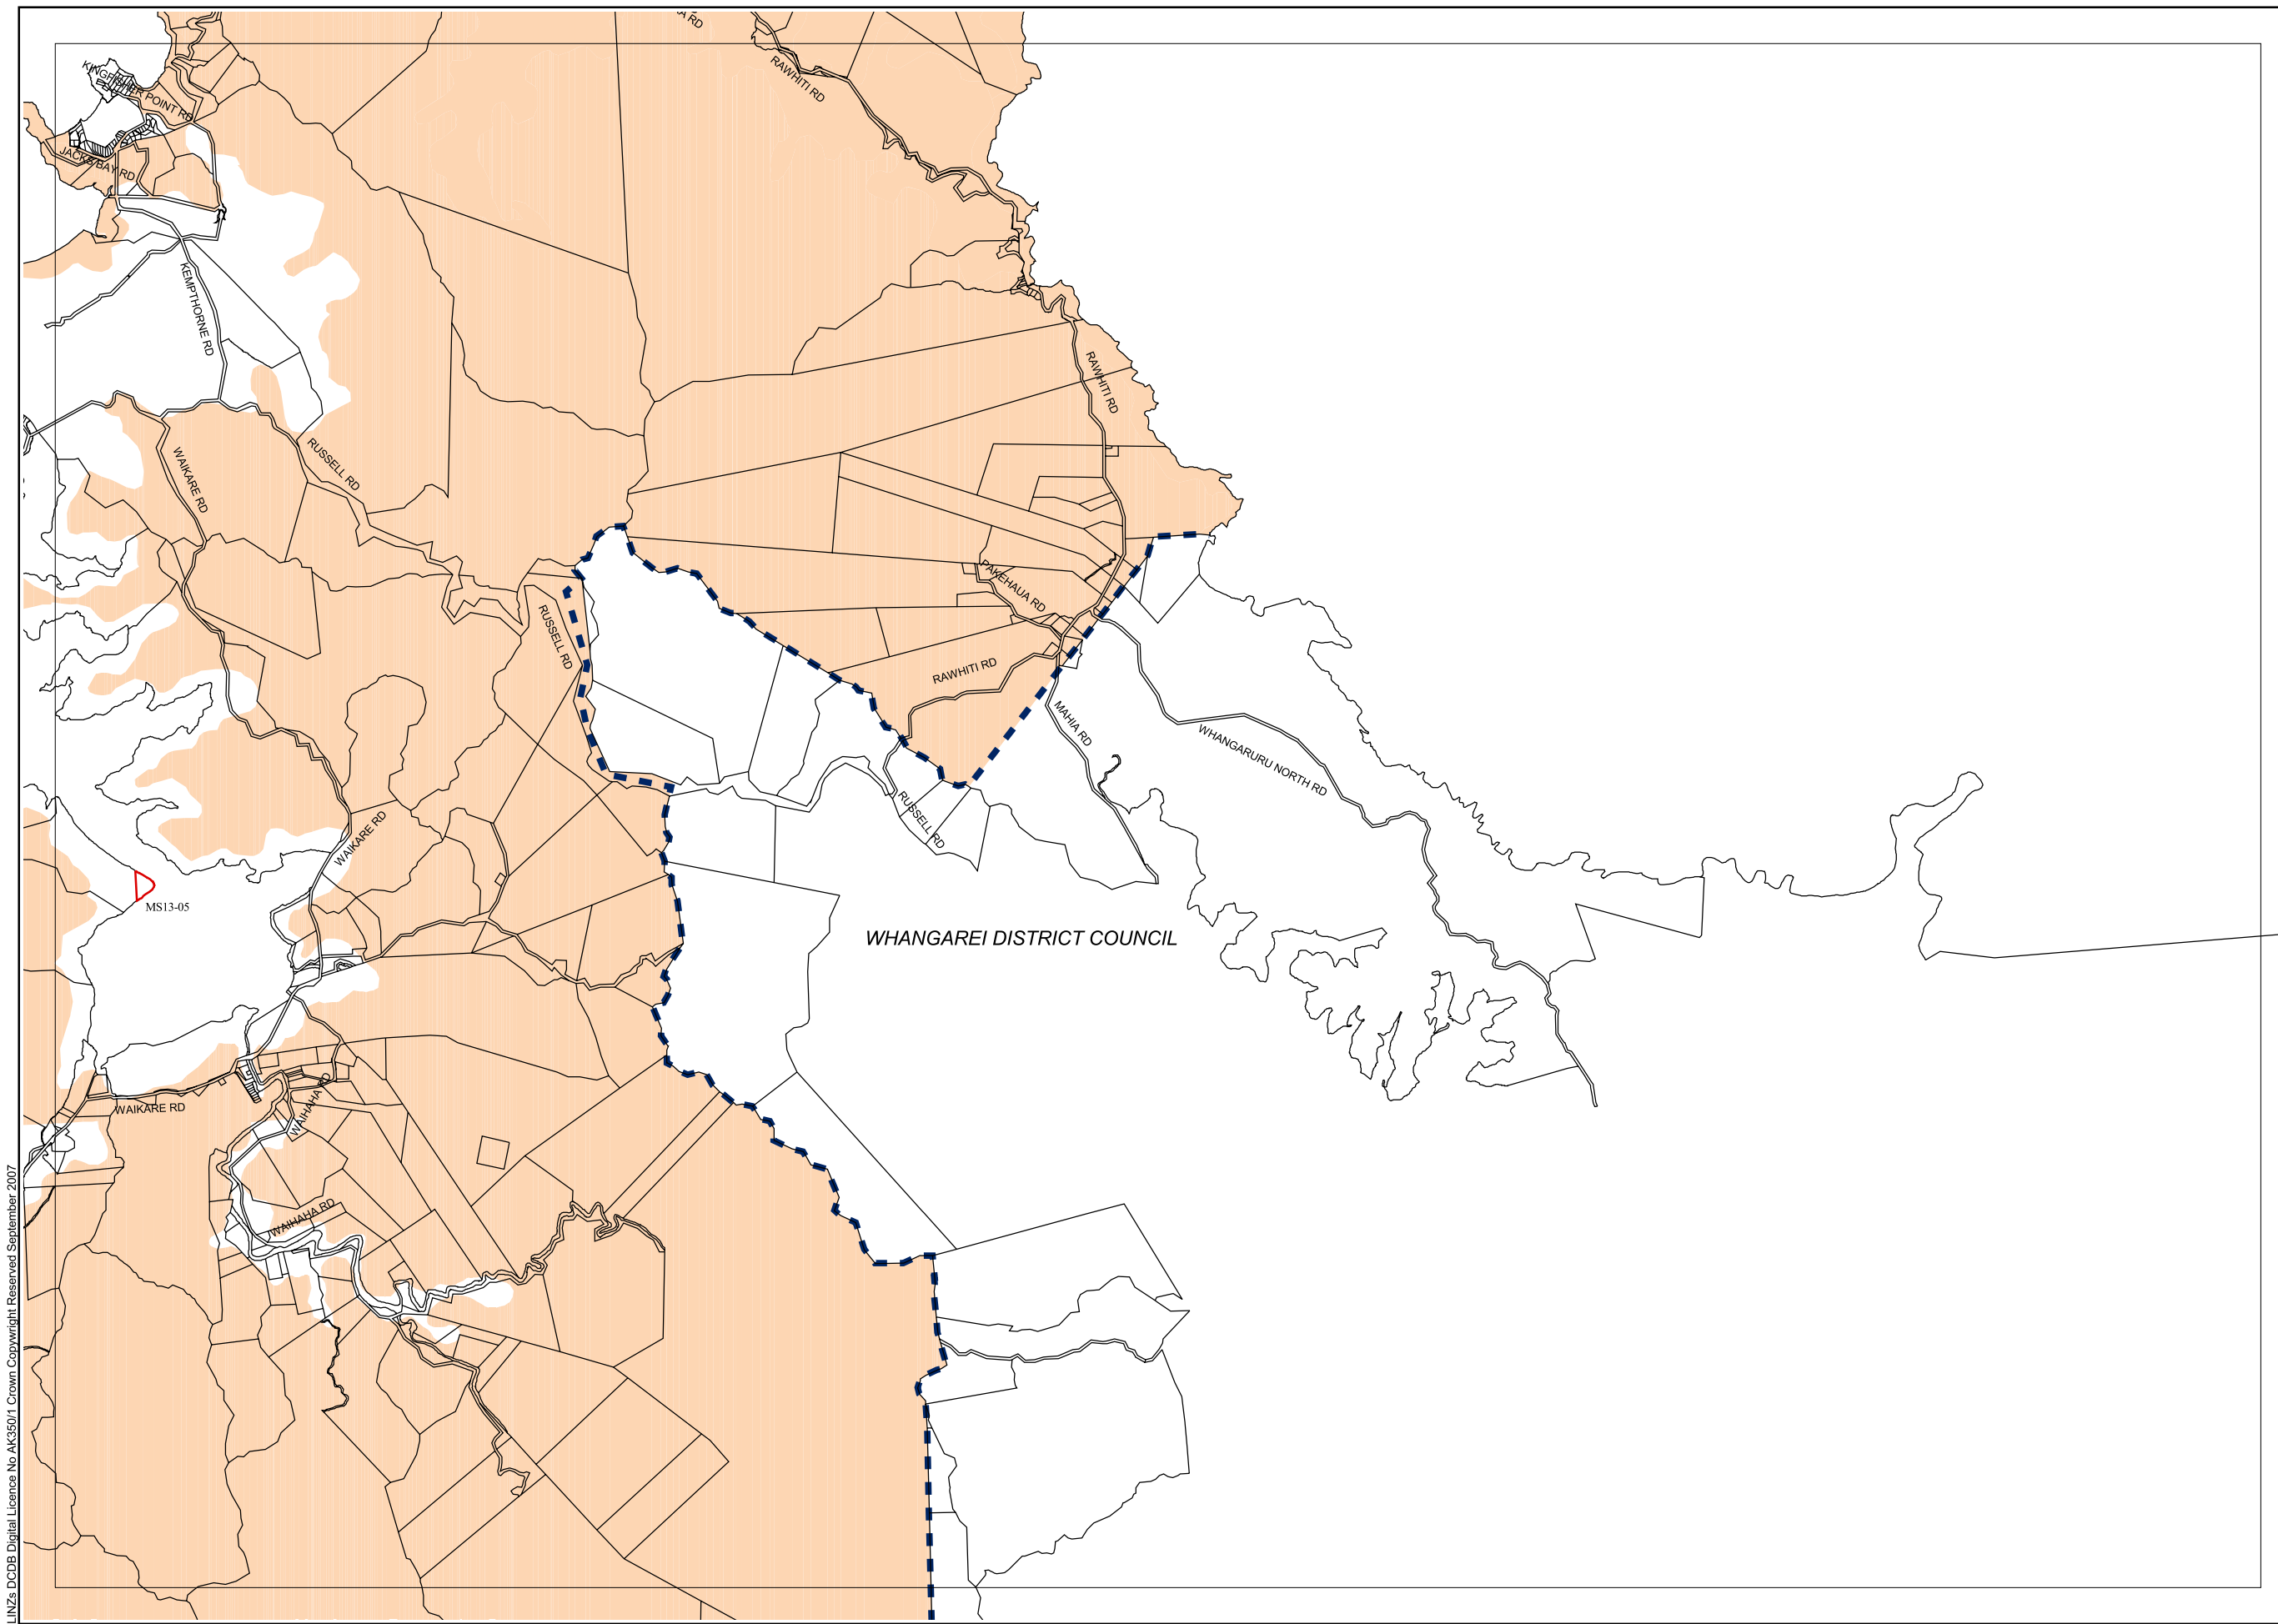 RAWHITI RD
KINGFISHER POINT RD
JACKS BAY RD
KEMPTHORNE RD
RAWHITI RD
RUSSELL RD
WAIKARE RD
PAKEHAUA RD
RUSSELL RD
RAWHITI RD
MAHIA RD
WHANGARURU NORTH RD
RUSSELL RD
WAIKARE RD
MS13-05
WHANGAREI DISTRICT COUNCIL
WAIKARE RD
WAIHAHA RD
WAIHAHA RD
LINZs DCDB Digital Licence No AK350/1 Crown Copywright Reserved September 2007